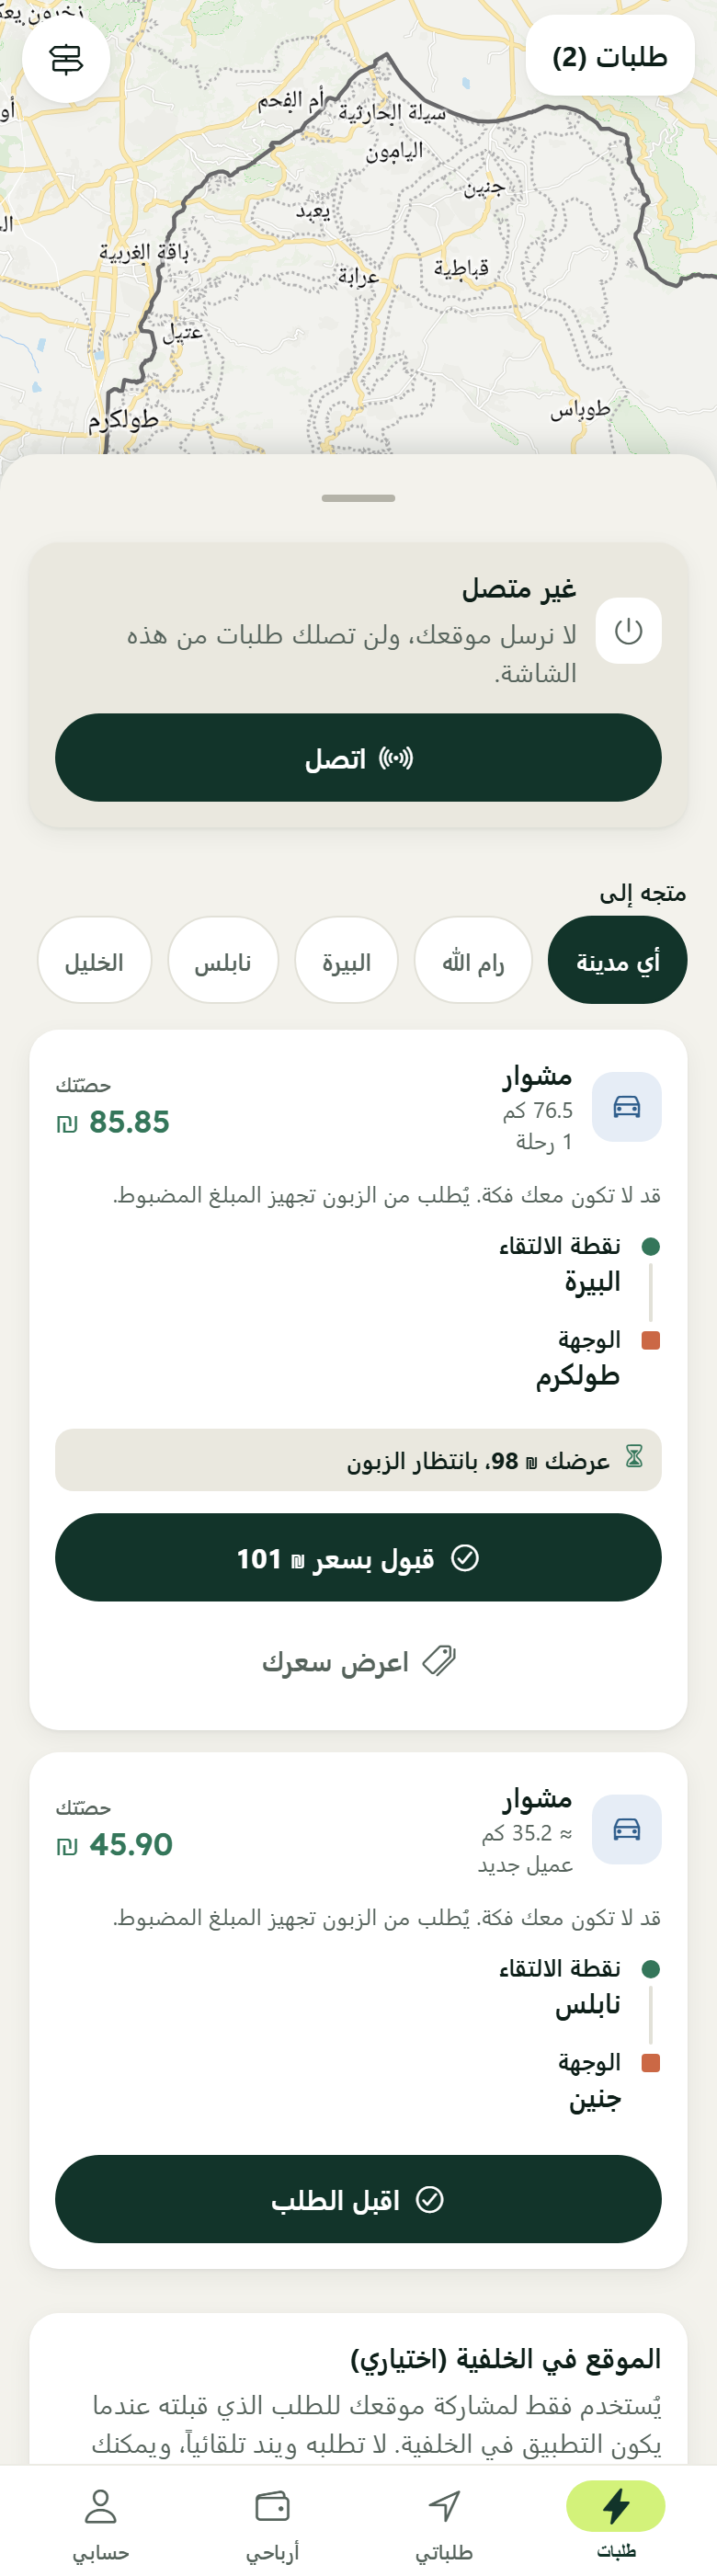 طلبات (2)
أم الفحم
سيلة الحارثية
اليامون
جنين
يعبد
باقة الغربية
عرابة
قباطية
عتيل
طوباس
طولكرم
غير متصل
لا نرسل موقعك، ولن تصلك طلبات من هذه
الشاشة.
اتصل
متجه إلى
أي مدينة
رام الله
البيرة
نابلس
الخليل
مشوار
76.5 كم
1 رحلة
حصّتك
85.85 ₪
قد لا تكون معك فكة. يُطلب من الزبون تجهيز المبلغ المضبوط.
نقطة الالتقاء
البيرة
الوجهة
طولكرم
عرضك ₪ 98، بانتظار الزبون
قبول بسعر ₪ 101
اعرض سعرك
مشوار
≈ 35.2 كم
عميل جديد
حصّتك
45.90 ₪
قد لا تكون معك فكة. يُطلب من الزبون تجهيز المبلغ المضبوط.
نقطة الالتقاء
نابلس
الوجهة
جنين
اقبل الطلب
الموقع في الخلفية (اختياري)
يُستخدم فقط لمشاركة موقعك للطلب الذي قبلته عندما
يكون التطبيق في الخلفية. لا تطلبه ويند تلقائياً، ويمكنك
طلبات
طلباتي
أرباحي
حسابي